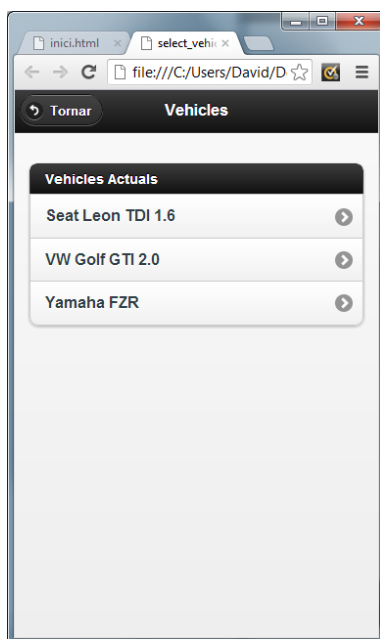 inici.html
select_vehic
file:///C:/Users/David/D
Tornar
Vehicles
Vehicles Actuals
Seat Leon TDI 1.6
VW Golf GTI 2.0
Yamaha FZR